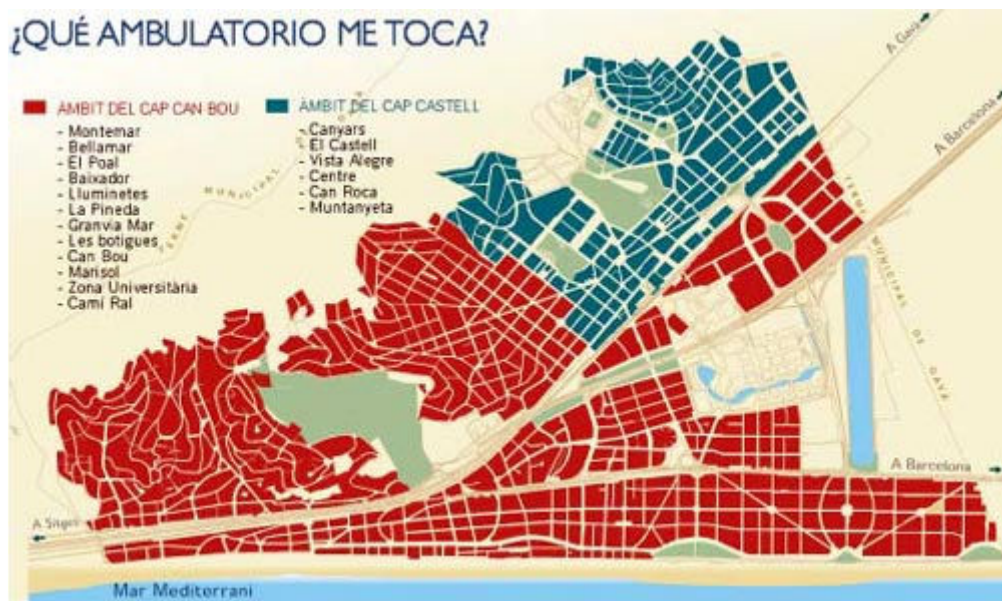 ¿QUÉ AMBULATORIO ME TOCA?
ÀMBIT DEL CAP CAN BOU
- Montemar
- Bellamar
- El Poal
- Baixador
- Lluminetes
- La Pineda
- Granvia Mar
- Les botigues
- Can Bou
- Marisol
- Zona Universitària
- Camí Ral
ÀMBIT DEL CAP CASTELL
- Canyars
- El Castell
- Vista Alegre
- Centre
- Can Roca
- Muntanyeta
A Gavà
A Barcelona
TERME MUNICIPAL
TERME MUNICIPAL DE GAVÀ
A Barcelona
A Sitges
Mar Mediterrani